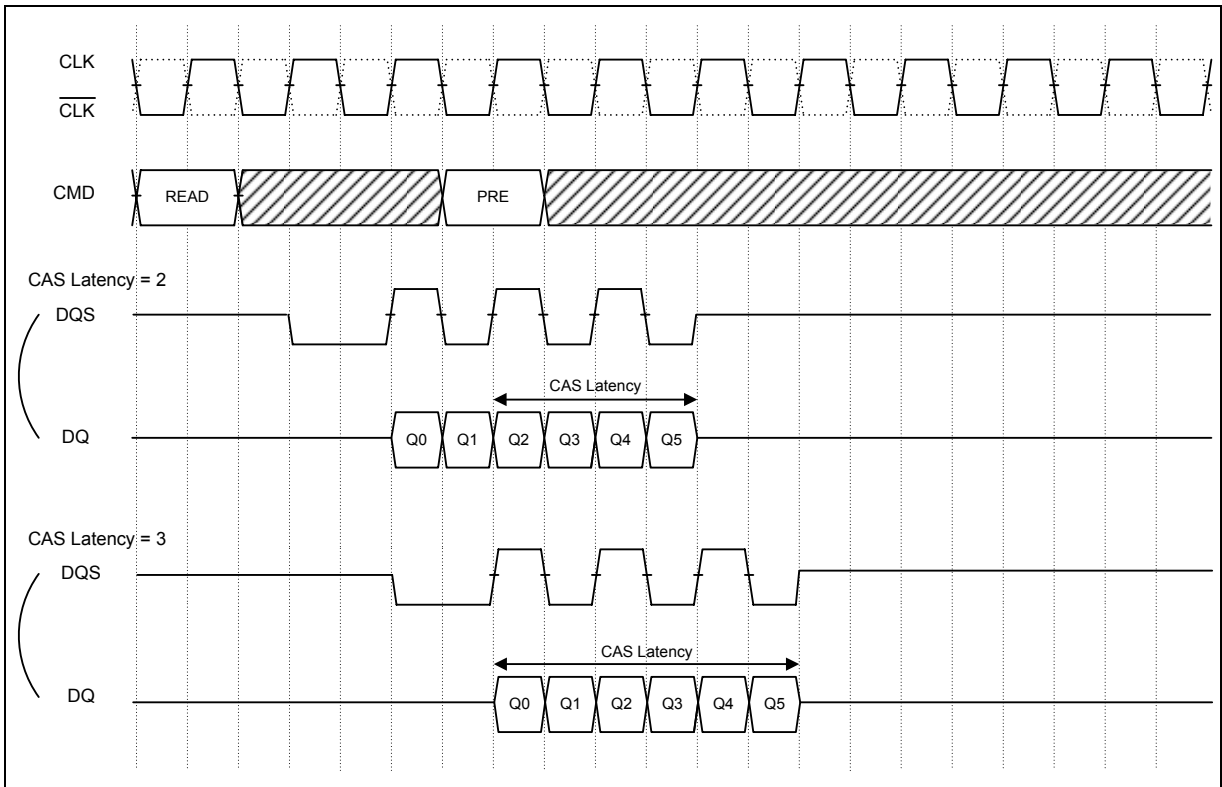 CLK
CLK
CMD
READ
PRE
CAS Latency = 2
DQS
CAS Latency
DQ
Q0 Q1 Q2 Q3 Q4 Q5
CAS Latency = 3
DQS
CAS Latency
DQ
Q0 Q1 Q2 Q3 Q4 Q5